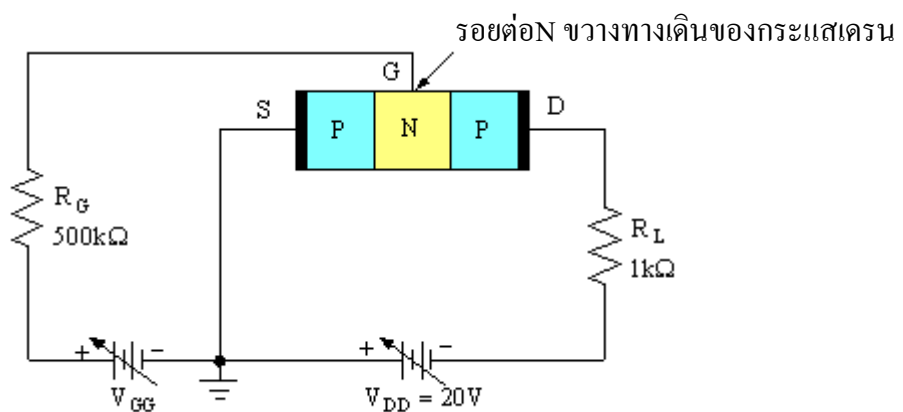 รอยต่อN ขวางทางเดินของกระแสเดรน
G
S
P
N
P
D
R G
500kΩ
R L
1kΩ
+
-
+
-
V GG
V DD = 20V